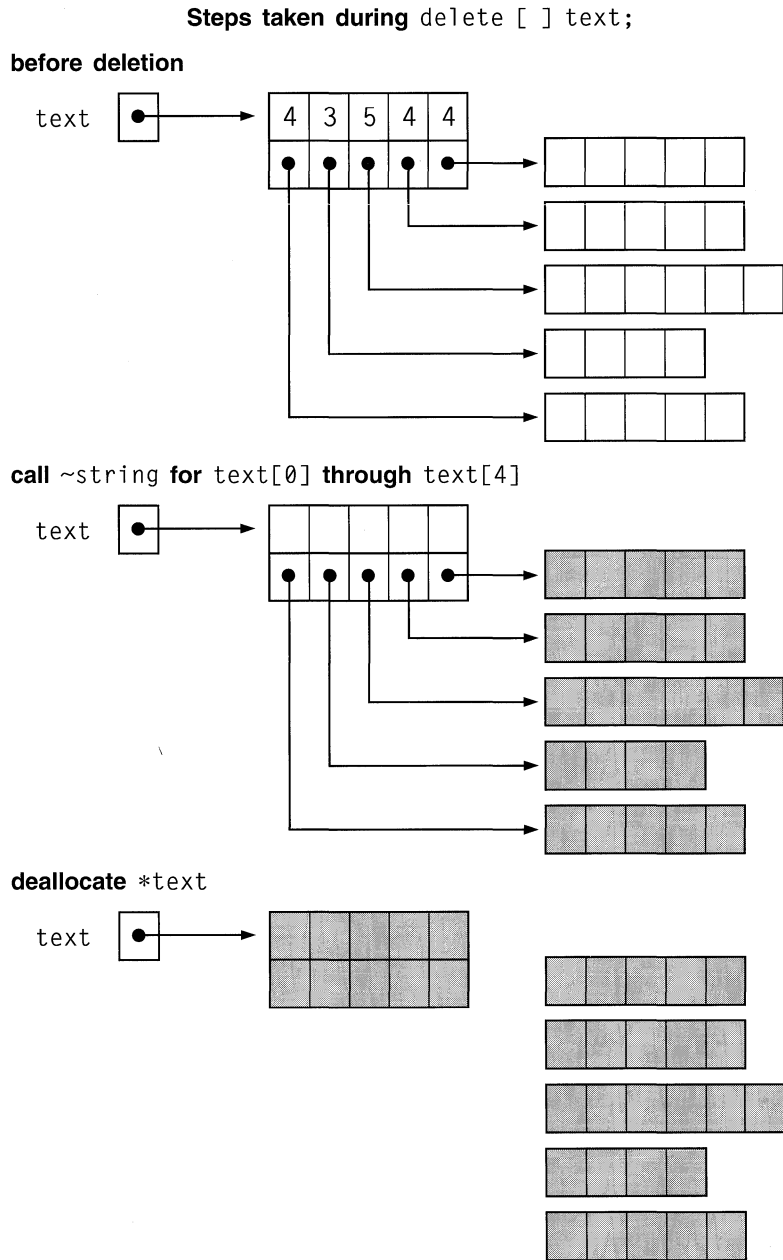 Steps taken during delete [ ] text;
before deletion
text
4 3 5 4 4
call ~string for text[0] through text[4]
text
deallocate *text
text